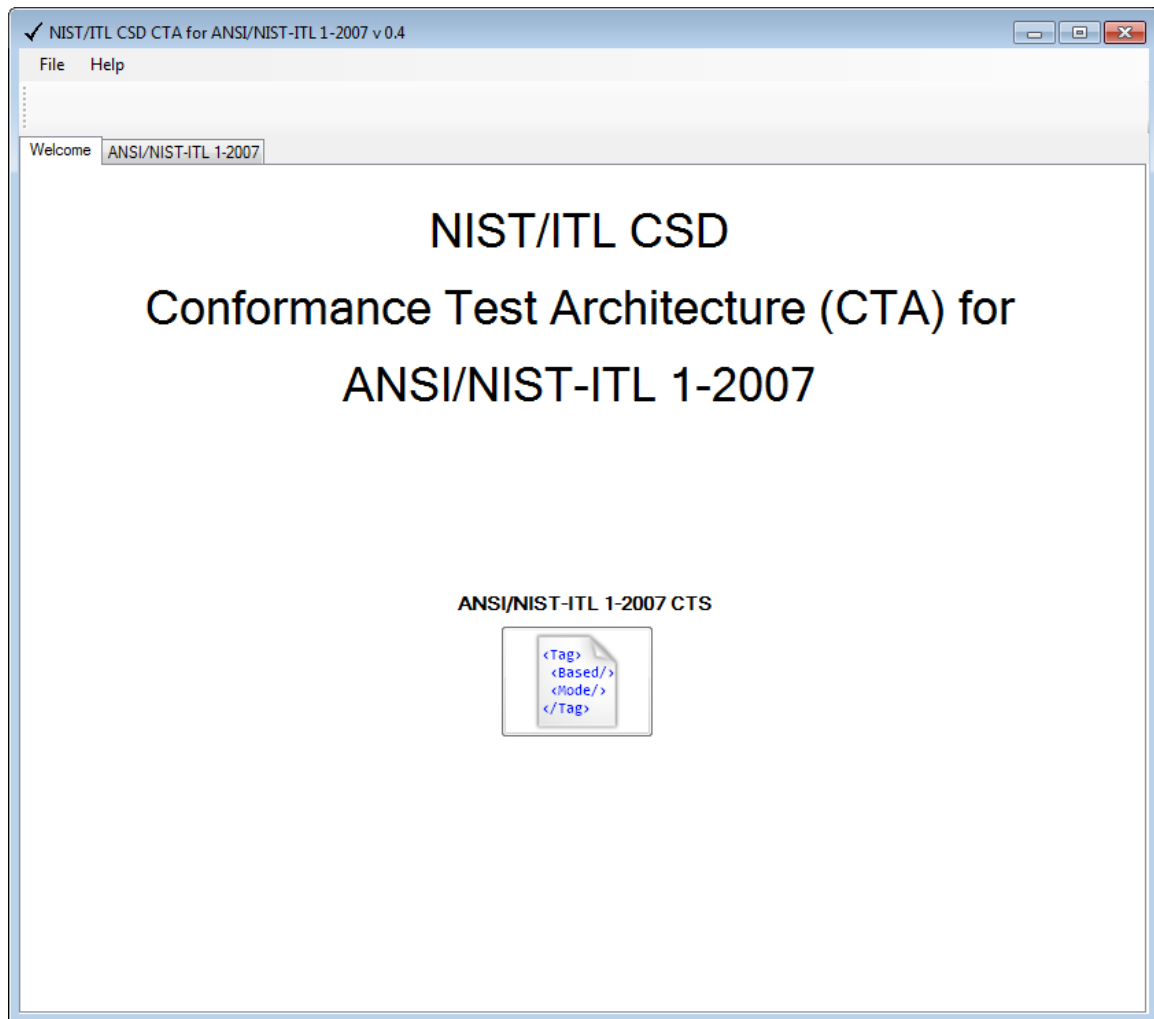 NIST/ITL CSD CTA for ANSI/NIST-ITL 1-2007 v 0.4
File Help
Welcome ANSI/NIST-ITL 1-2007
NIST/ITL CSD
Conformance Test Architecture (CTA) for
ANSI/NIST-ITL 1-2007
ANSI/NIST-ITL 1-2007 CTS
<Tag>
<Based/>
<Mode/>
</Tag>